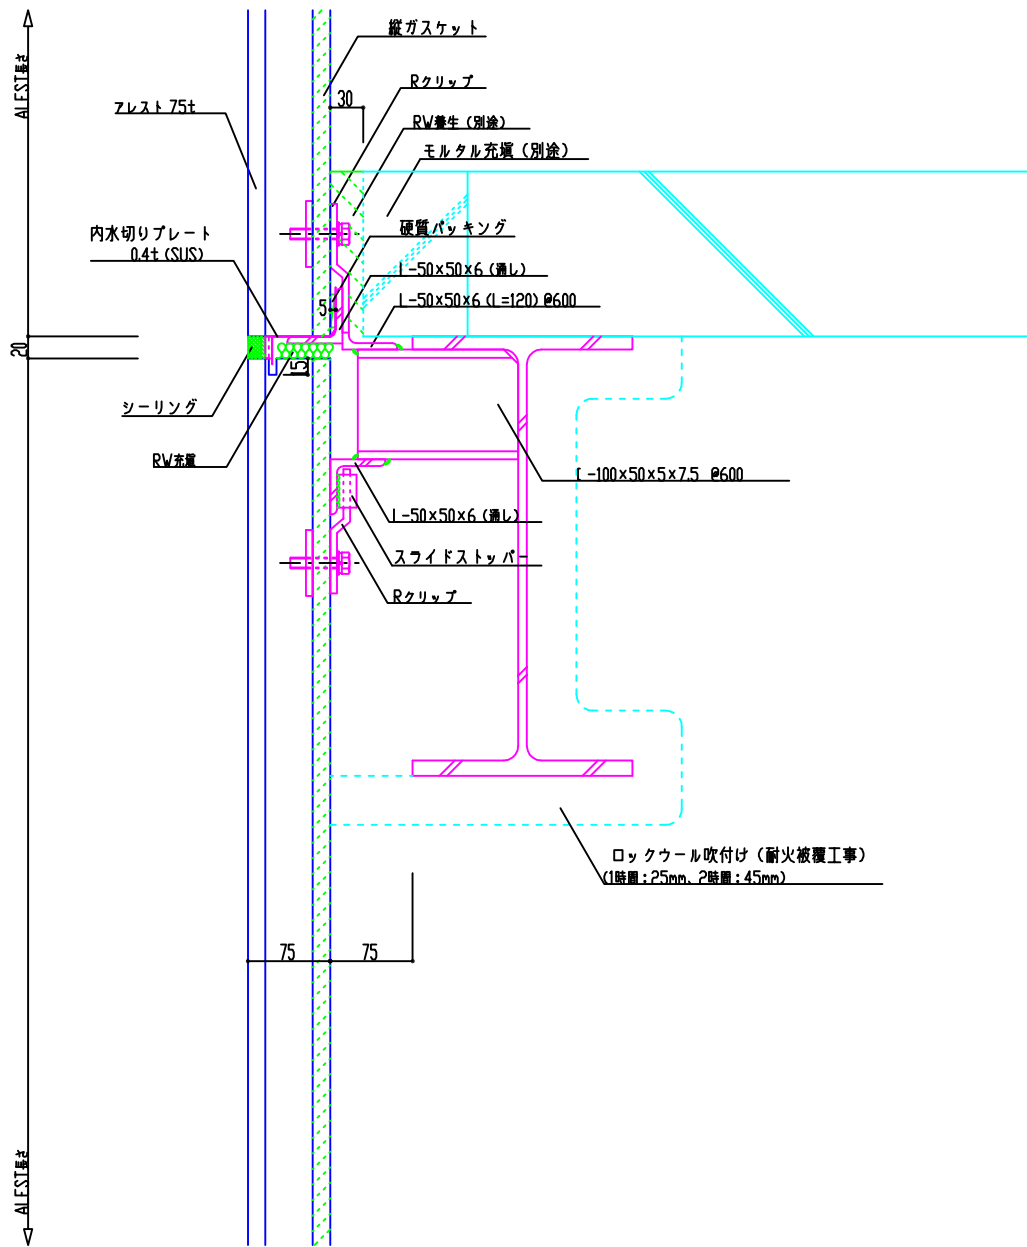 縦ガスケット
ALEST長さ
Rクリップ
30
アレスト 75t
RW養生（別途）
モルタル充填（別途）
硬質パッキング
内水切りプレート
0.4t (SUS)
L-50×50×6 (通し)
L-50×50×6 (L=120) @600
5
20
15
シーリング
RW充填
[-100×50×5×7.5 @600
L-50×50×6 (通し)
スライドストッパー
Rクリップ
ロックウール吹付け（耐火被覆工事）
(1時間：25mm、2時間：45mm)
75
75
ALEST長さ